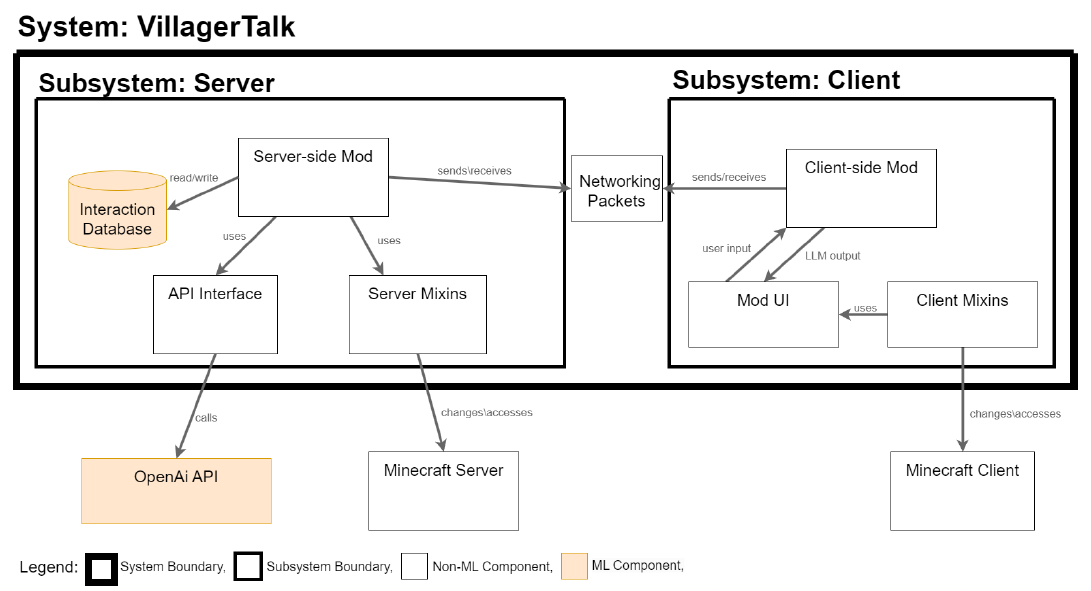 System: VillagerTalk
Subsystem: Server
Subsystem: Client
Server-side Mod
read/write
sends\receives
Interaction
Database
uses
uses
API Interface
Server Mixins
Networking
Packets
sends/receives
Client-side Mod
user input
LLM output
Mod UI
uses
Client Mixins
calls
changes\accesses
changes\accesses
OpenAi API
Minecraft Server
Minecraft Client
Legend: System Boundary, Subsystem Boundary, Non-ML Component, ML Component,